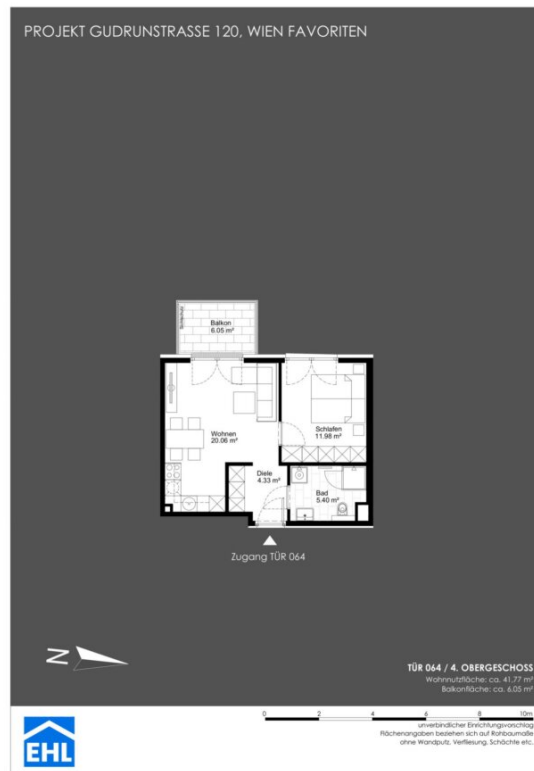 PROJEKT GUDRUNSTRASSE 120, WIEN FAVORITEN
Sichtschutz
Balkon
6.05 m²
Wohnen
20.06 m²
Schlafen
11.98 m²
Diele
4.33 m²
Bad
5.40 m²
Zugang TÜR 064
N
TÜR 064 / 4. OBERGESCHOSS
Wohnnutzfläche: ca. 41.77 m²
Balkonfläche: ca. 6.05 m²
0 2 4 6 8 10m
unverbindlicher Einrichtungsvorschlag
Flächenangaben beziehen sich auf Rohbaumaße
ohne Wandputz, Verfliesung, Schächte etc.
EHL